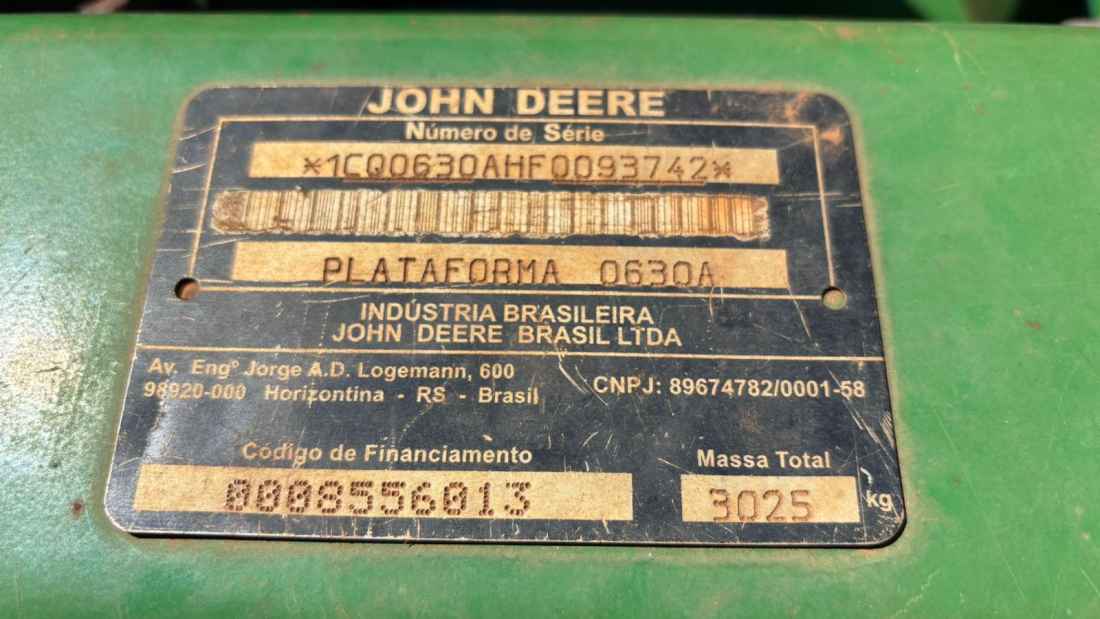 JOHN DEERE
Número de Série
*1CQ0630AHF0093742*
PLATAFORMA 0630A
INDÚSTRIA BRASILEIRA
JOHN DEERE BRASIL LTDA
Av. Engº Jorge A.D. Logemann, 600
98920-000 Horizontina - RS - Brasil
CNPJ: 89674782/0001-58
Código de Financiamento
0008556013
Massa Total
3025 kg